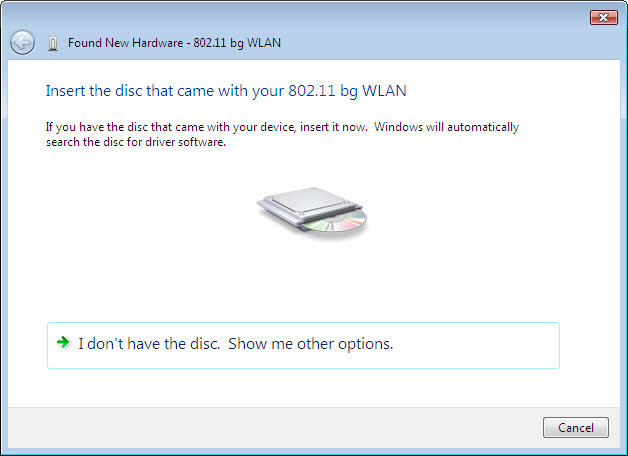 Found New Hardware - 802.11 bg WLAN
Insert the disc that came with your 802.11 bg WLAN
If you have the disc that came with your device, insert it now.  Windows will automatically
search the disc for driver software.
I don't have the disc.  Show me other options.
Cancel